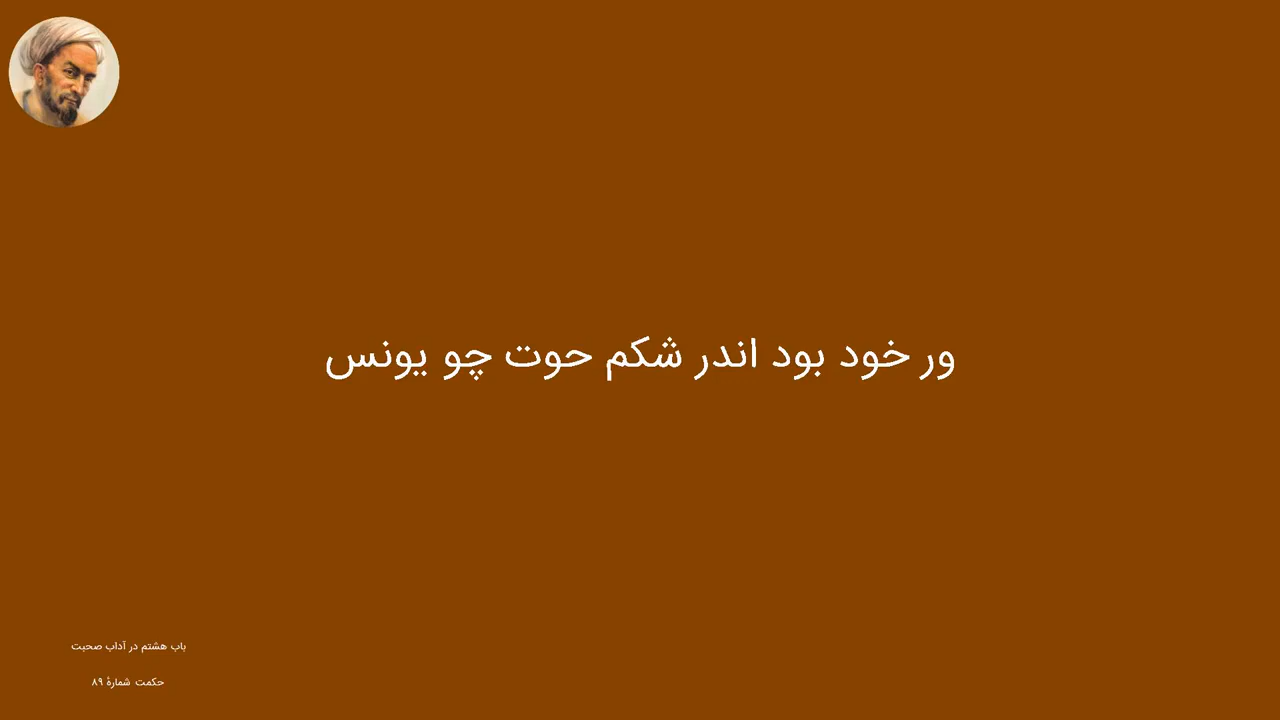 ور خود بود اندر شکم حوت چو یونس
باب هشتم در آداب صحبت
حکمت شمارهٔ ۸۹